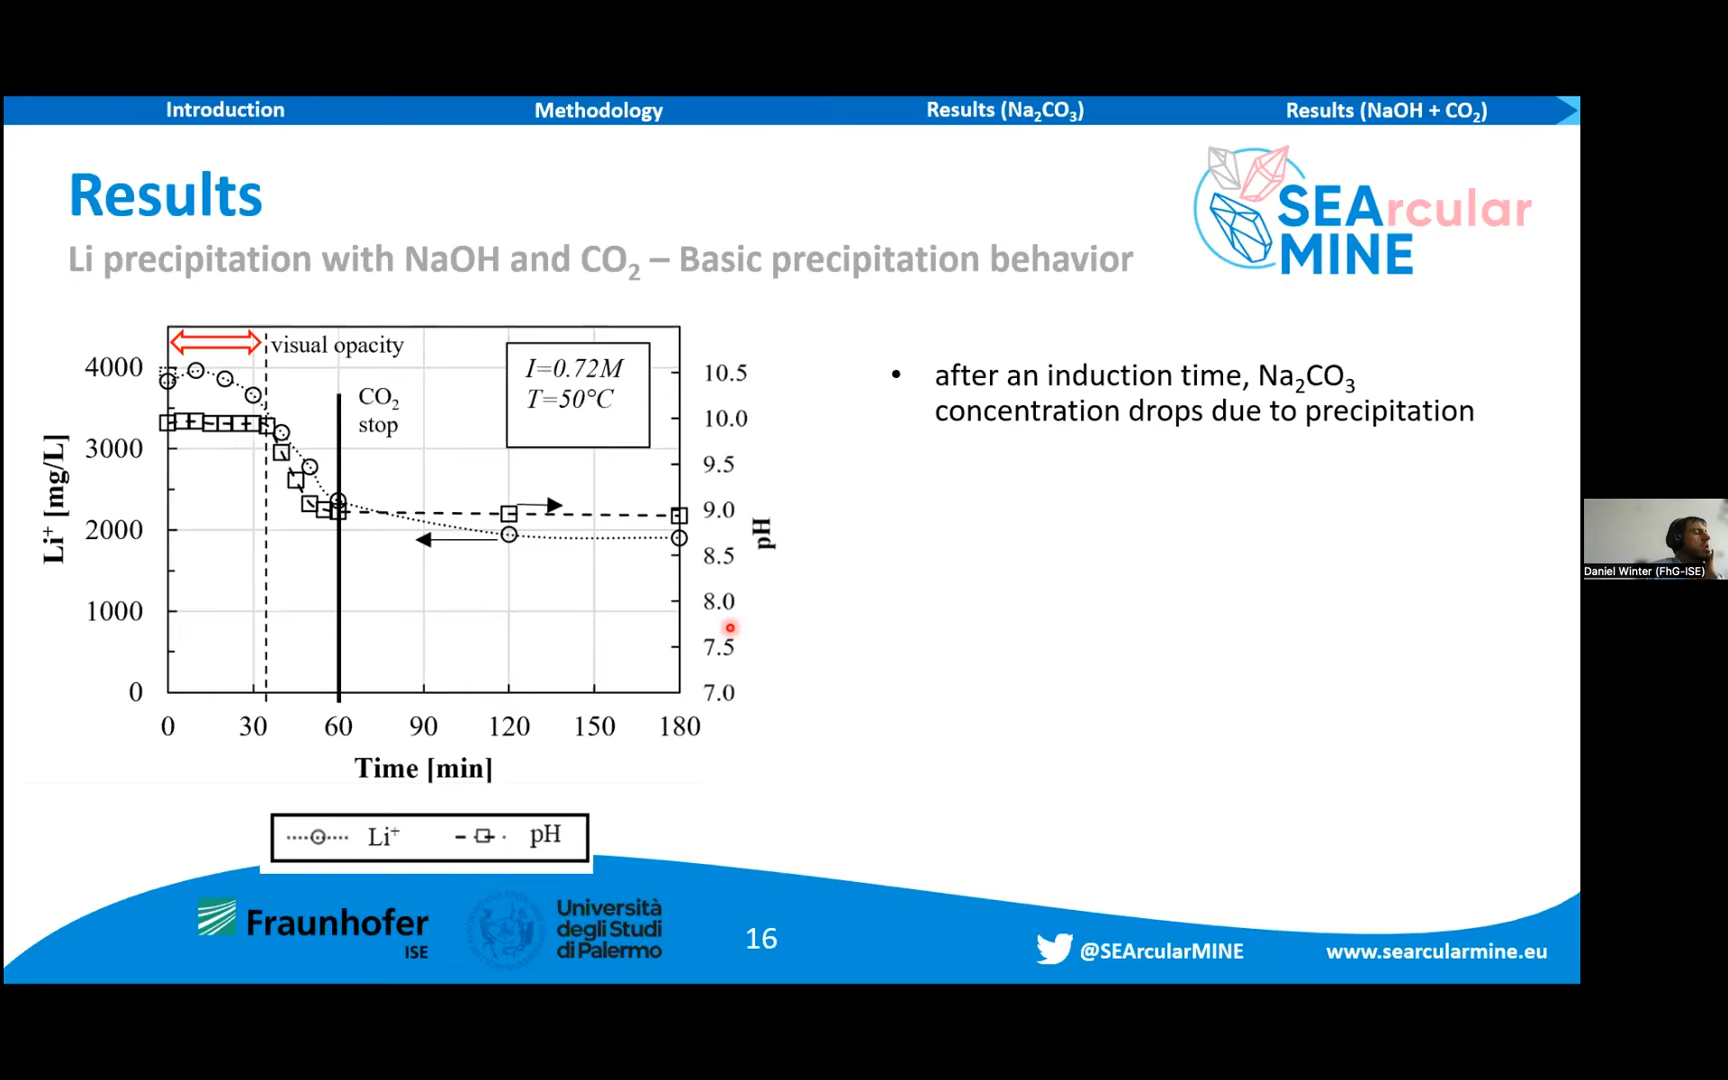 Introduction Methodology Results (Na₂CO₃) Results (NaOH + CO₂)
Results
Li precipitation with NaOH and CO₂ – Basic precipitation behavior
SEArcular
MINE
visual opacity
CO₂
stop
I=0.72M
T=50°C
4000
3000
2000
1000
0
Li⁺ [mg/L]
10.5
10.0
9.5
9.0
8.5
8.0
7.5
7.0
pH
0 30 60 90 120 150 180
Time [min]
Li⁺ pH
• after an induction time, Na₂CO₃
concentration drops due to precipitation
Daniel Winter (FhG-ISE)
Fraunhofer
ISE
Università
degli Studi
di Palermo
16
@SEArcularMINE
www.searcularmine.eu